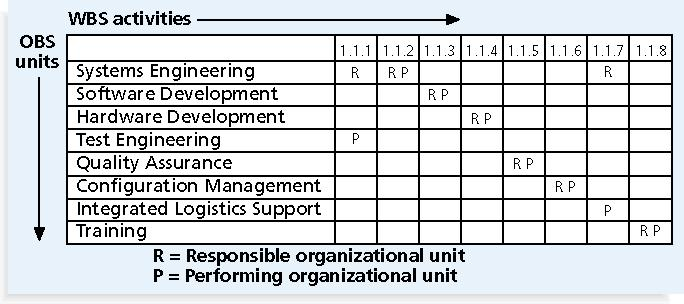 WBS activities
OBS units
1.1.1 1.1.2 1.1.3 1.1.4 1.1.5 1.1.6 1.1.7 1.1.8
Systems Engineering R R P R
Software Development R P
Hardware Development R P
Test Engineering P
Quality Assurance R P
Configuration Management R P
Integrated Logistics Support P
Training R P
R = Responsible organizational unit
P = Performing organizational unit